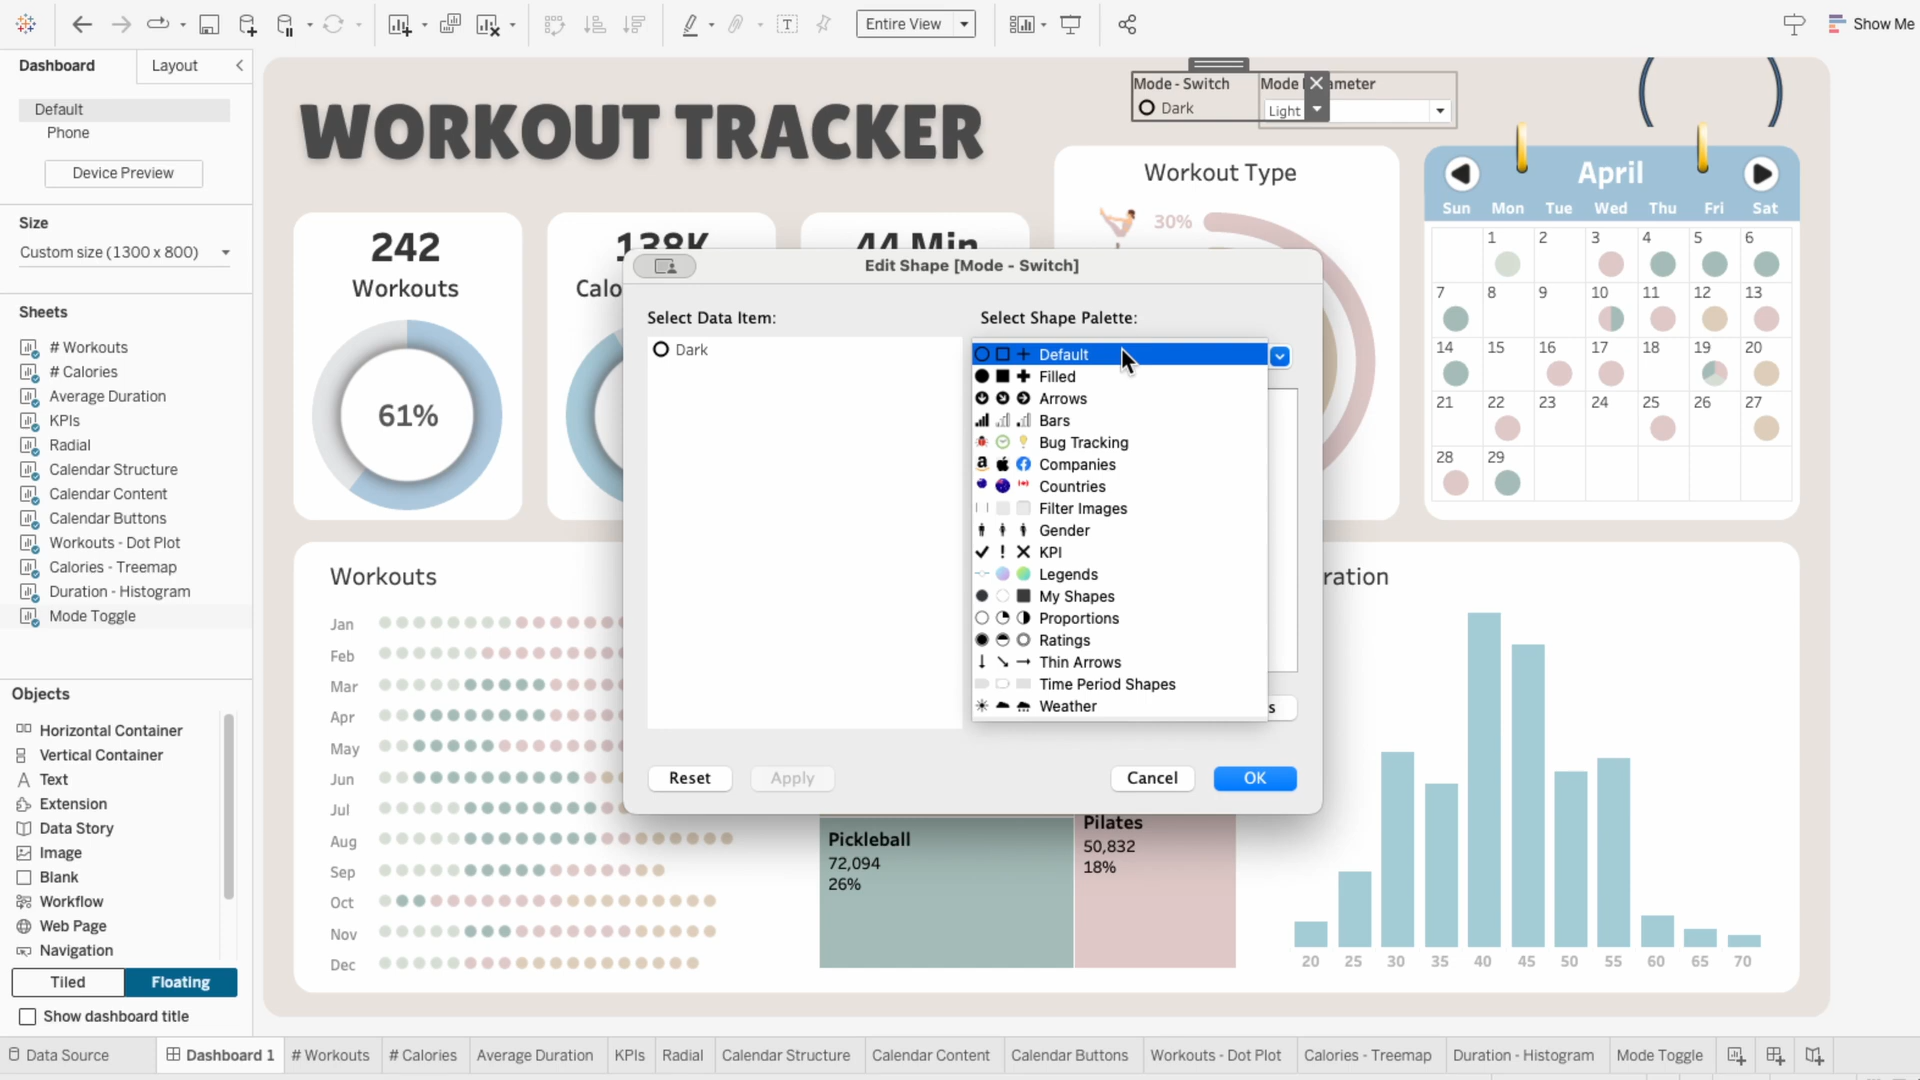 Entire View
Show Me
Dashboard
Layout
Default
Phone
Device Preview
Size
Custom size (1300 x 800)
Sheets
# Workouts
# Calories
Average Duration
KPIs
Radial
Calendar Structure
Calendar Content
Calendar Buttons
Workouts - Dot Plot
Calories - Treemap
Duration - Histogram
Mode Toggle
Objects
Horizontal Container
Vertical Container
Text
Extension
Data Story
Image
Blank
Workflow
Web Page
Navigation
Tiled
Floating
Show dashboard title
WORKOUT TRACKER
Mode - Switch
Dark
Light
242
Workouts
61%
138K
44 Min
Workout Type
30%
April
Sun Mon Tue Wed Thu Fri Sat
1 2 3 4 5 6
7 8 9 10 11 12 13
14 15 16 17 18 19 20
21 22 23 24 25 26 27
28 29
Edit Shape [Mode - Switch]
Select Data Item:
Dark
Select Shape Palette:
Default
Filled
Arrows
Bars
Bug Tracking
Companies
Countries
Filter Images
Gender
KPI
Legends
My Shapes
Proportions
Ratings
Thin Arrows
Time Period Shapes
Weather
Reset
Apply
Cancel
OK
Workouts
Jan
Feb
Mar
Apr
May
Jun
Jul
Aug
Sep
Oct
Nov
Dec
Pickleball
72,094
26%
Pilates
50,832
18%
ration
20 25 30 35 40 45 50 55 60 65 70
Data Source
Dashboard 1
# Workouts
# Calories
Average Duration
KPIs
Radial
Calendar Structure
Calendar Content
Calendar Buttons
Workouts - Dot Plot
Calories - Treemap
Duration - Histogram
Mode Toggle